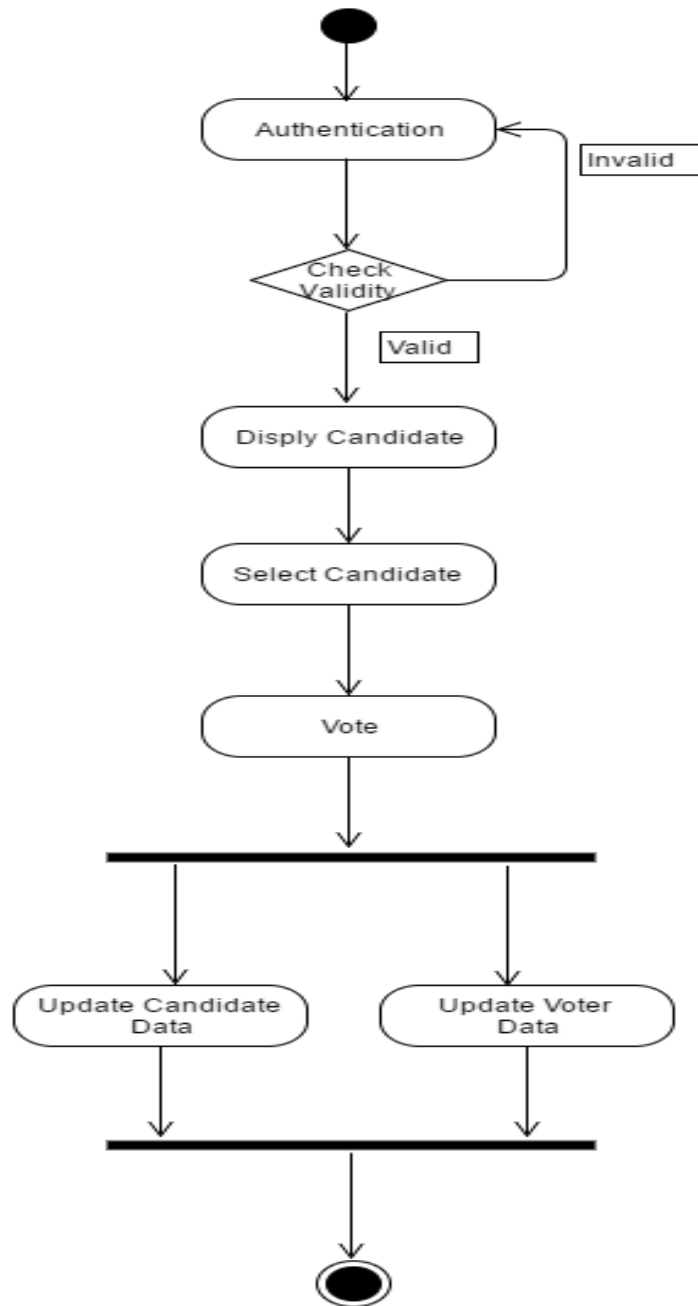 Authentication
Invalid
Check
Validity
Valid
Disply Candidate
Select Candidate
Vote
Update Candidate
Data
Update Voter
Data